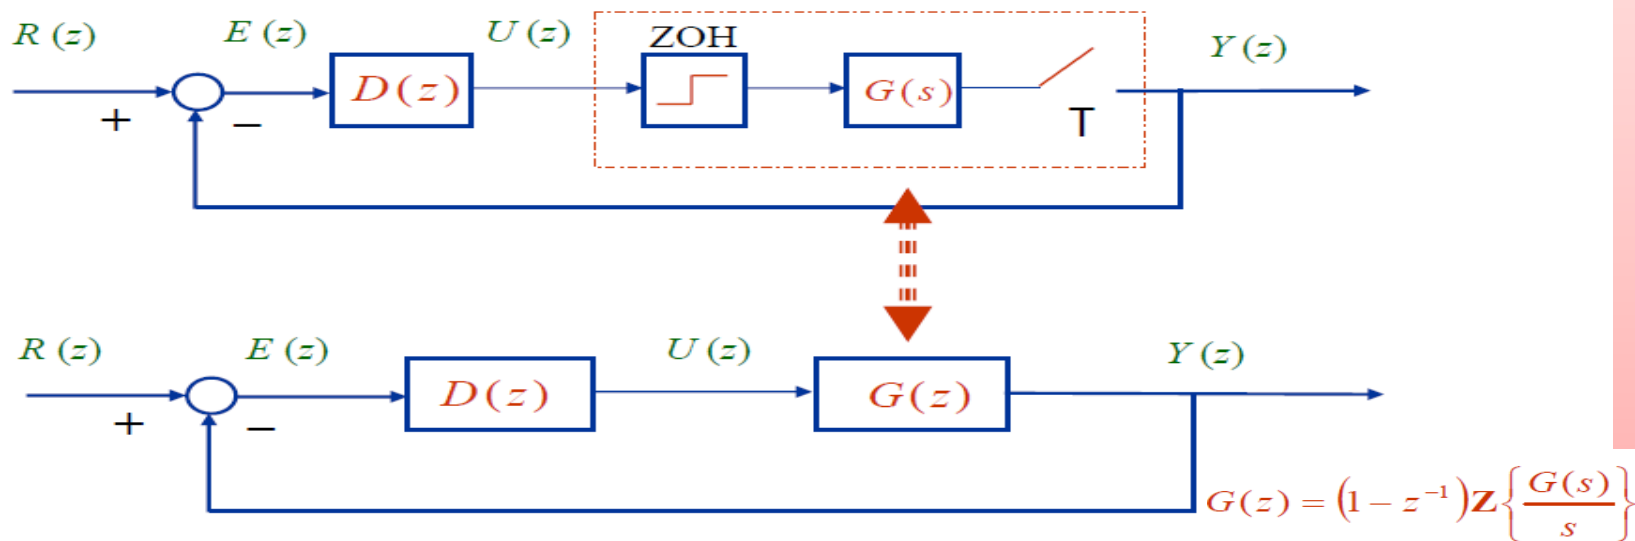 R(z) E(z) U(z) ZOH Y(z)
D(z) G(s)
+ − T
R(z) E(z) U(z) Y(z)
D(z) G(z)
+ −
G(z) = (1 − z⁻¹)Z{G(s)/s}